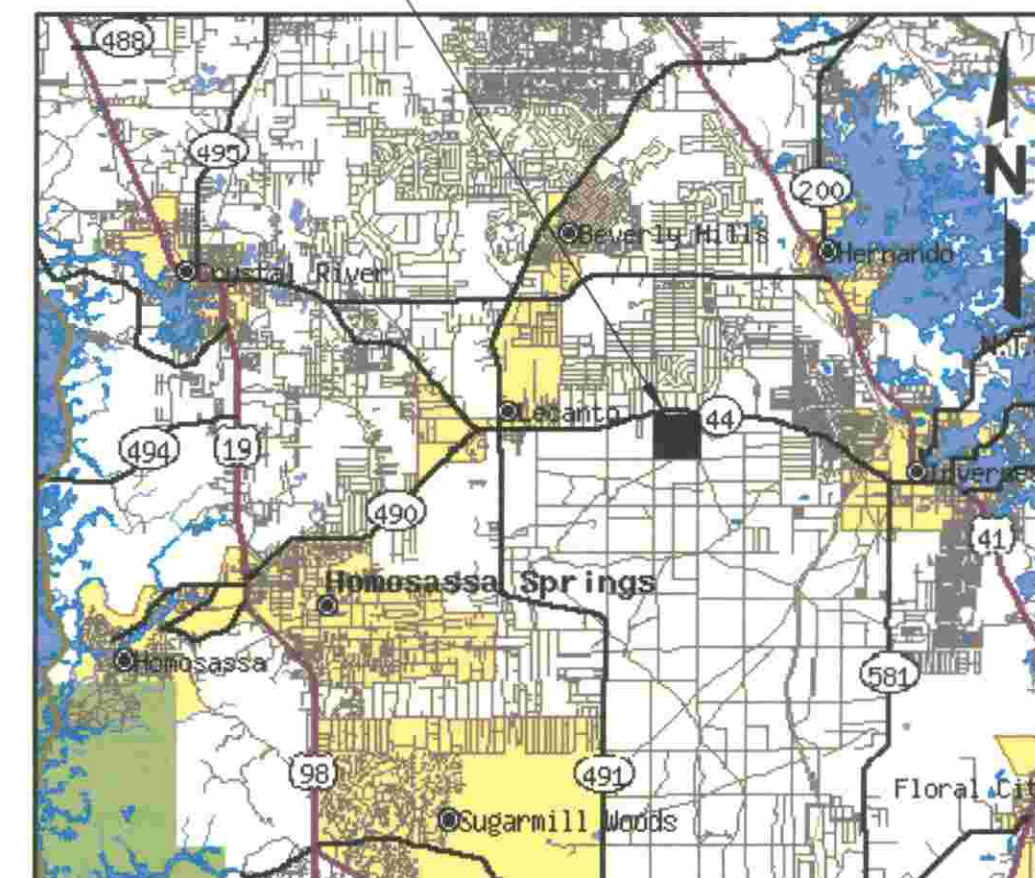 488
495
200
N
Beverly Hills
Hernando
Crystal River
Lecanto
44
494
19
490
41
Homosassa Springs
Homosassa
581
98
491
Floral Cit
Sugarmill Woods